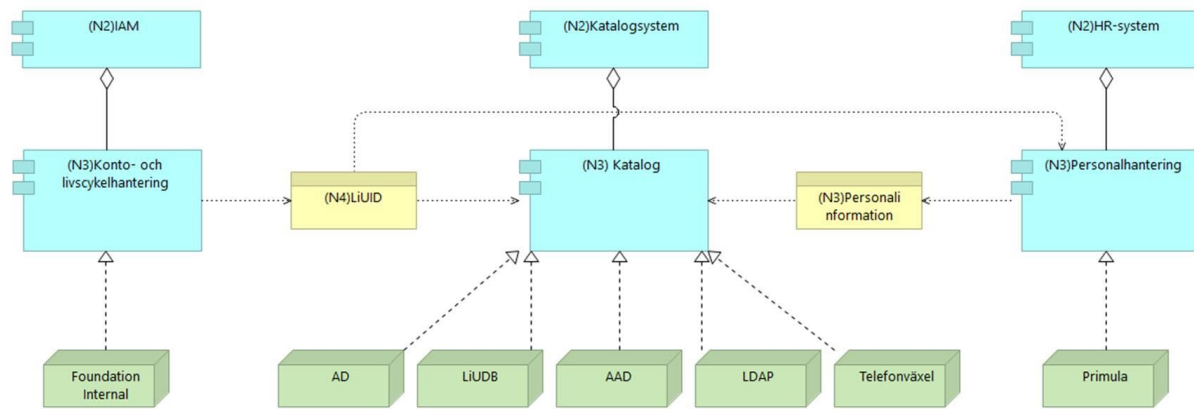 (N2)IAM
(N2)Katalogsystem
(N2)HR-system
(N3)Konto- och
livscykelhantering
(N4)LiUID
(N3) Katalog
(N3)Personali
nformation
(N3)Personalhantering
Foundation
Internal
AD
LiUDB
AAD
LDAP
Telefonväxel
Primula